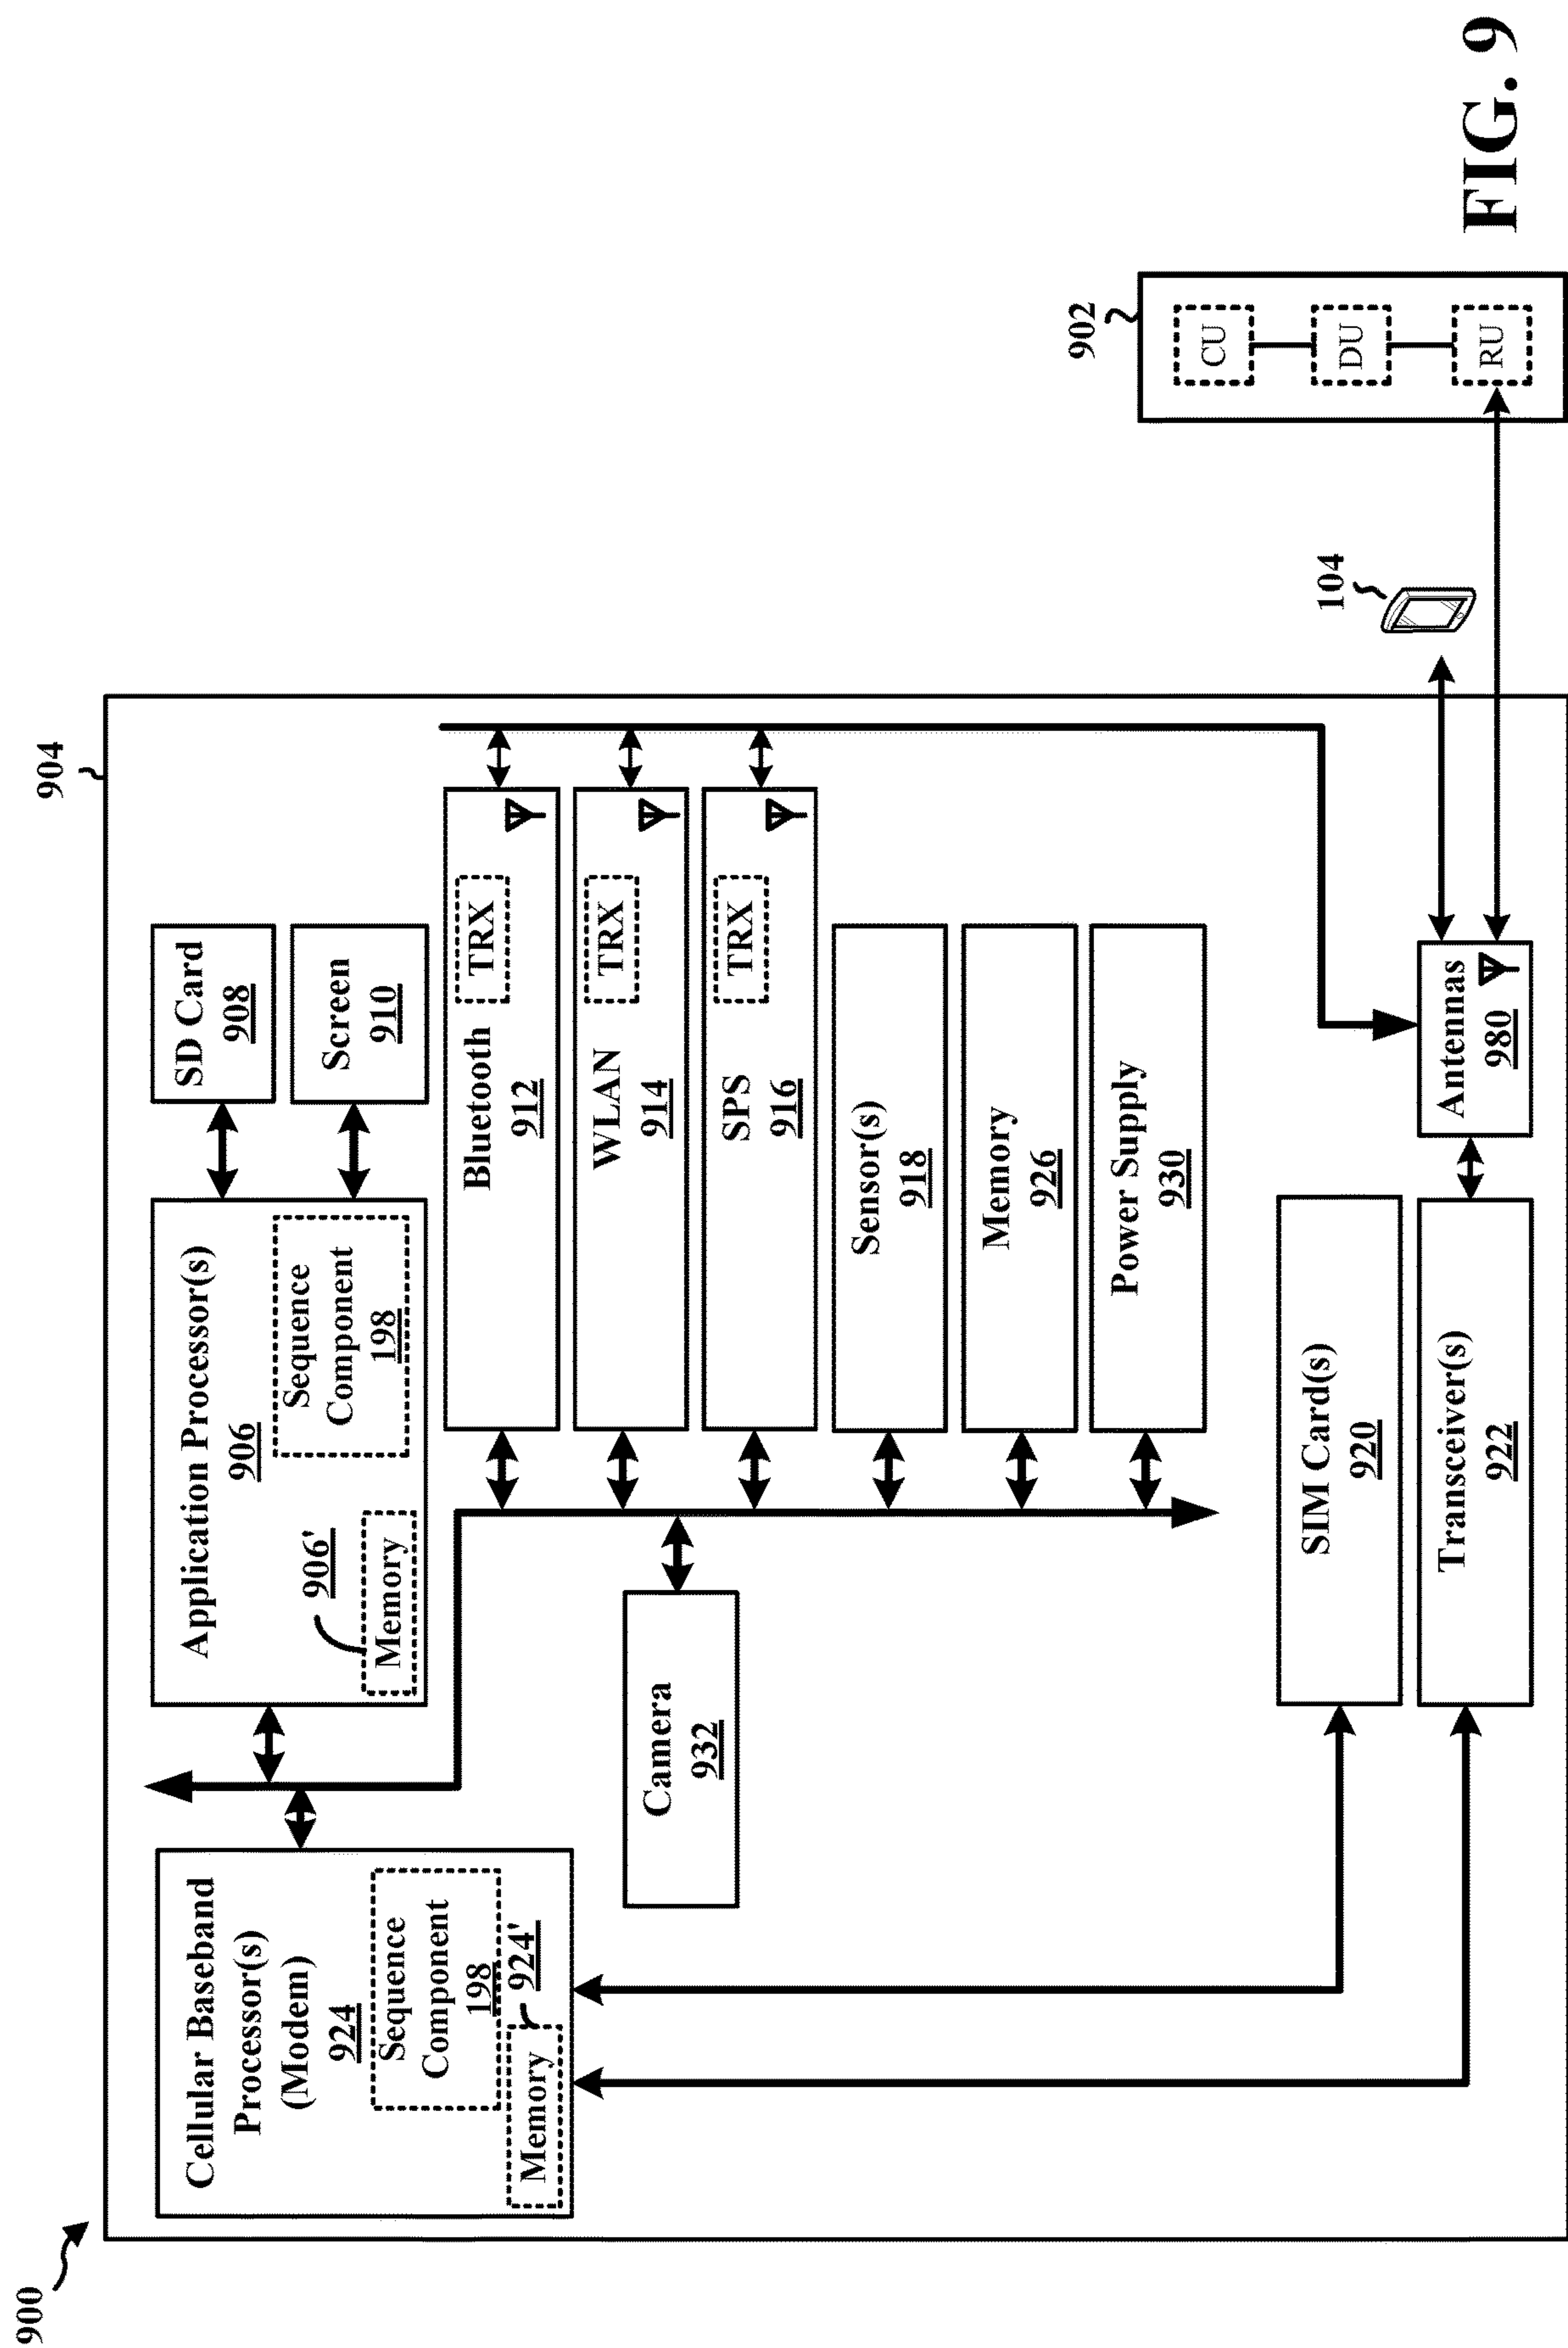 900
904
Cellular Baseband
Processor(s)
(Modem)
924
Sequence
Component
198
924'
Memory
Application Processor(s)
906
906'
Memory
Sequence
Component
198
SD Card
908
Screen
910
Bluetooth
912
TRX
WLAN
914
TRX
SPS
916
TRX
Sensor(s)
918
Memory
926
Power Supply
930
Camera
932
SIM Card(s)
920
Transceiver(s)
922
Antennas
980
104
902
CU
DU
RU
FIG. 9